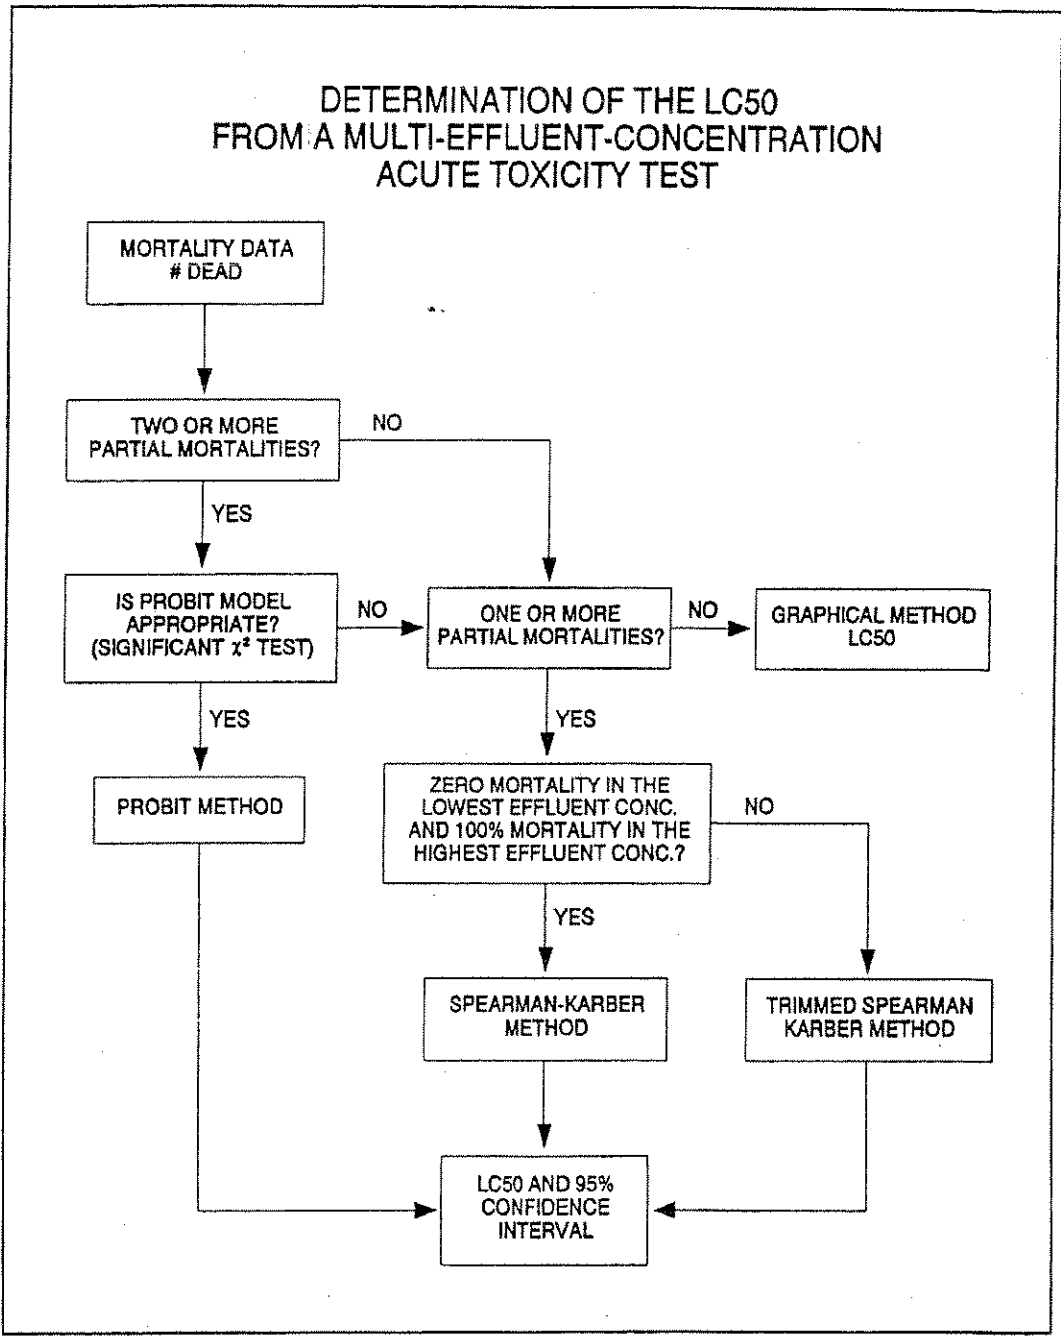 DETERMINATION OF THE LC50
FROM A MULTI-EFFLUENT-CONCENTRATION
ACUTE TOXICITY TEST
MORTALITY DATA
# DEAD
TWO OR MORE
PARTIAL MORTALITIES?
NO
YES
IS PROBIT MODEL
APPROPRIATE?
(SIGNIFICANT χ² TEST)
NO
ONE OR MORE
PARTIAL MORTALITIES?
NO
GRAPHICAL METHOD
LC50
YES
YES
PROBIT METHOD
ZERO MORTALITY IN THE
LOWEST EFFLUENT CONC.
AND 100% MORTALITY IN THE
HIGHEST EFFLUENT CONC.?
NO
YES
SPEARMAN-KARBER
METHOD
TRIMMED SPEARMAN
KARBER METHOD
LC50 AND 95%
CONFIDENCE
INTERVAL